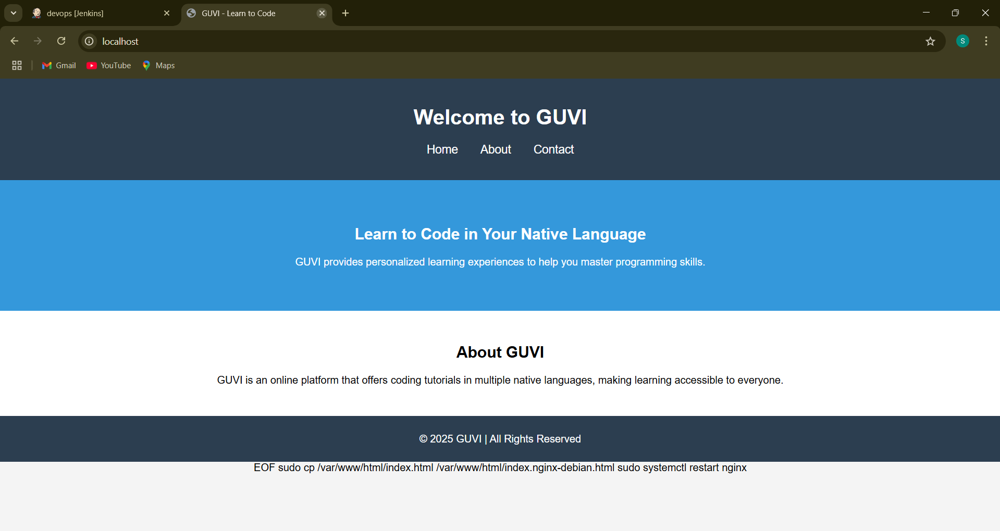 devops [Jenkins]
GUVI - Learn to Code
localhost
S
Gmail
YouTube
Maps
Welcome to GUVI
Home
About
Contact
Learn to Code in Your Native Language
GUVI provides personalized learning experiences to help you master programming skills.
About GUVI
GUVI is an online platform that offers coding tutorials in multiple native languages, making learning accessible to everyone.
© 2025 GUVI | All Rights Reserved
EOF sudo cp /var/www/html/index.html /var/www/html/index.nginx-debian.html sudo systemctl restart nginx